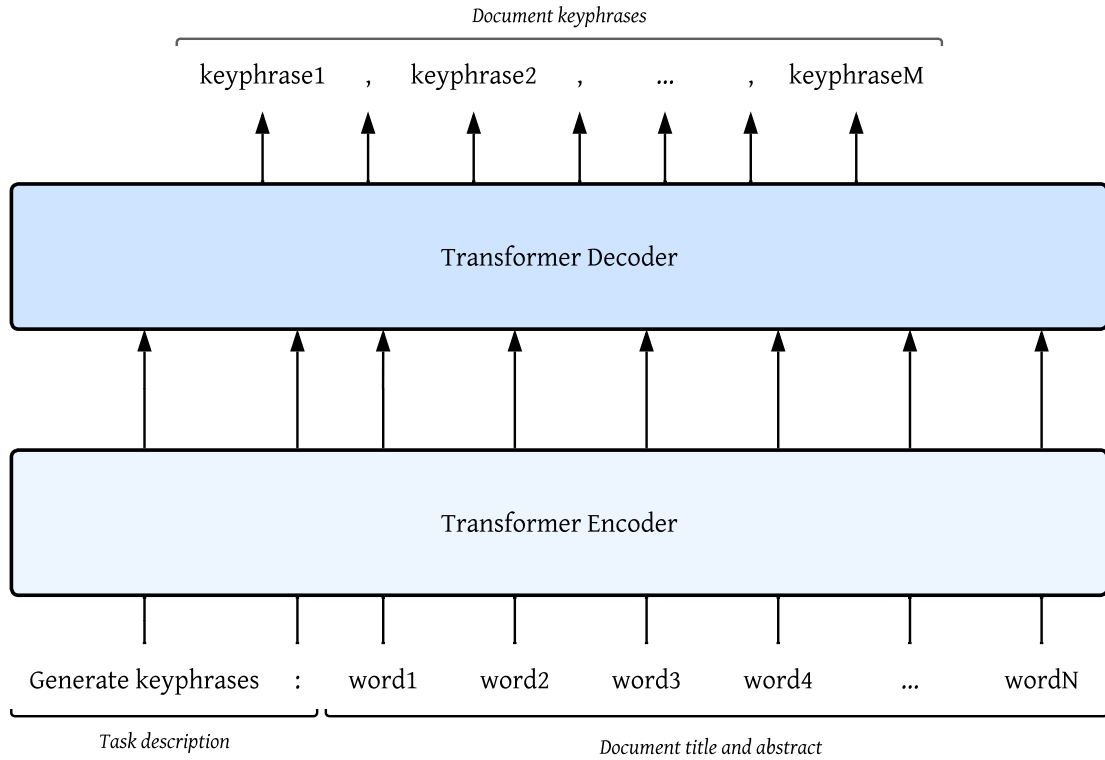 Document keyphrases
keyphrase1 , keyphrase2 , ... , keyphraseM
Transformer Decoder
Transformer Encoder
Generate keyphrases : word1 word2 word3 word4 ... wordN
Task description
Document title and abstract